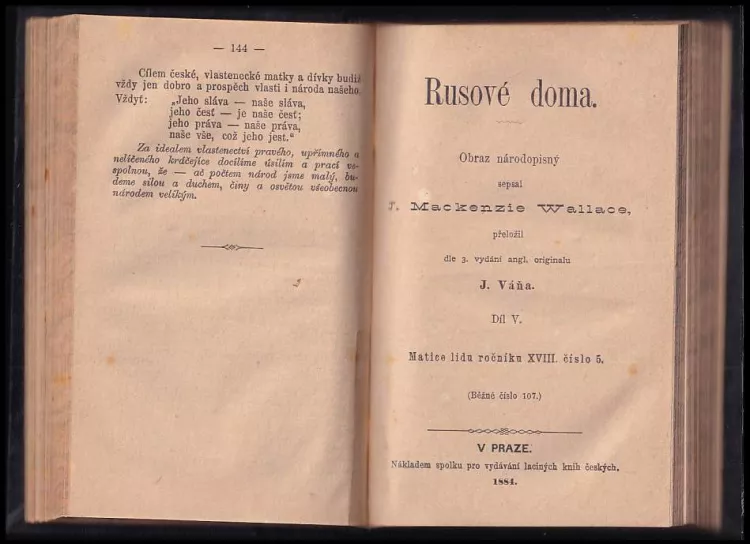 — 144 —
Cílem české, vlastenecké matky a dívky budiž
vždy jen dobro a prospěch vlasti i národa našeho.
Vždyť: „Jeho sláva — naše sláva,
jeho čest — je naše čest;
jeho práva — naše práva,
naše vše, což jeho jest.“
Za idealem vlastenectví pravého, upřímného a
nelíčeného kráčejíce docílíme úsilím a prací ve-
spolnou, že — ač počtem národ jsme malý, bu-
deme silou a duchem, činy a osvětou všeobecnou
národem velikým.
Rusové doma.
Obraz národopisný
sepsal
Mackenzie Wallace,
přeložil
dle 3. vydání angl. originalu
J. Váňa.
Díl V.
Matice lidu ročníku XVIII. číslo 5.
(Běžné číslo 107.)
V PRAZE.
Nákladem spolku pro vydávání laciných knih českých.
1884.